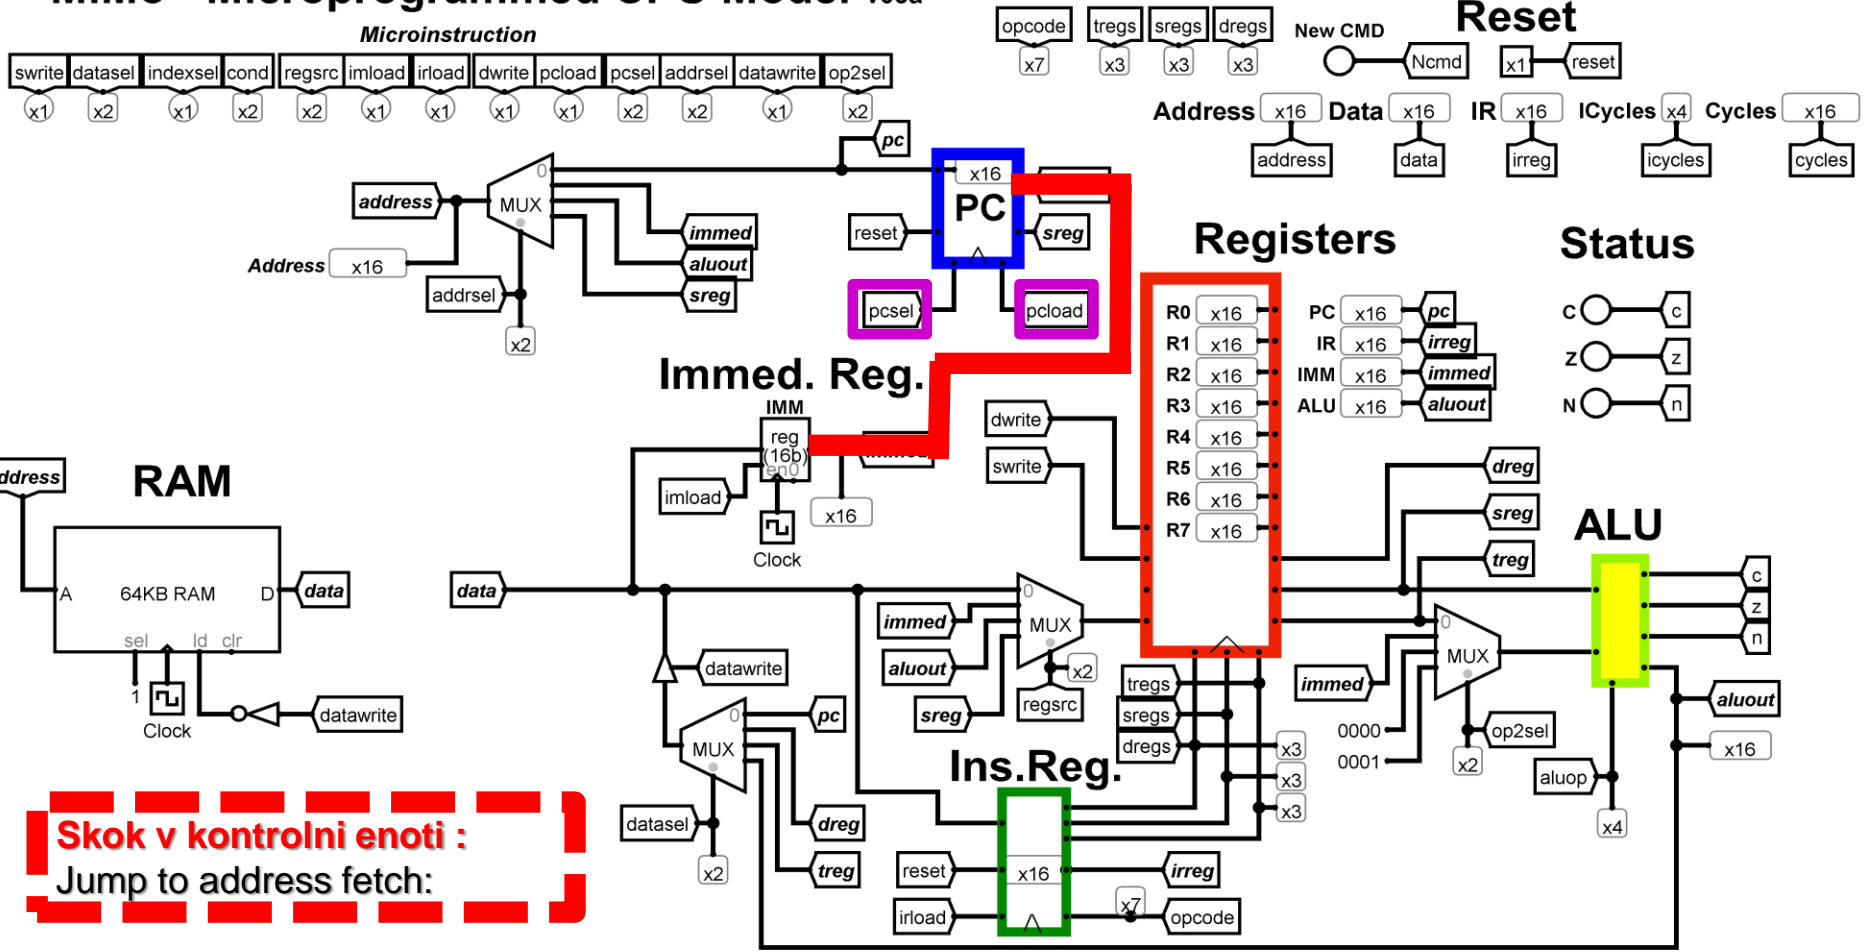 Microinstruction
swrite datasel indexsel cond regsrc imload irload dwrite pcload pcsel addrsel datawrite op2sel
x1 x2 x1 x2 x2 x1 x1 x1 x1 x2 x2 x1 x2
opcode tregs sregs dregs
x7 x3 x3 x3
Reset
New CMD
Ncmd
x1 reset
Address x16 Data x16 IR x16 ICycles x4 Cycles x16
address data irreg icycles cycles
pc
0
MUX
address
Address x16
immed
aluout
sreg
addrsel
x2
x16
PC
reset
sreg
pcsel
pcload
Registers
R0 x16
R1 x16
R2 x16
R3 x16
R4 x16
R5 x16
R6 x16
R7 x16
PC x16 pc
IR x16 irreg
IMM x16 immed
ALU x16 aluout
Status
C c
Z z
N n
Immed. Reg.
IMM
reg
(16b)
en0
imload
x16
Clock
dwrite
swrite
dreg
sreg
treg
RAM
64KB RAM
A
D
data
sel
ld
clr
1
Clock
datawrite
data
datawrite
0
MUX
pc
dreg
treg
datasel
x2
0
MUX
immed
aluout
sreg
x2
regsrc
tregs
sregs
dregs
x3
x3
x3
ALU
0
MUX
immed
0000
0001
op2sel
x2
c
z
n
aluout
x16
aluop
x4
Ins.Reg.
reset
x16
irreg
irload
x7
opcode
Skok v kontrolni enoti :
Jump to address fetch: